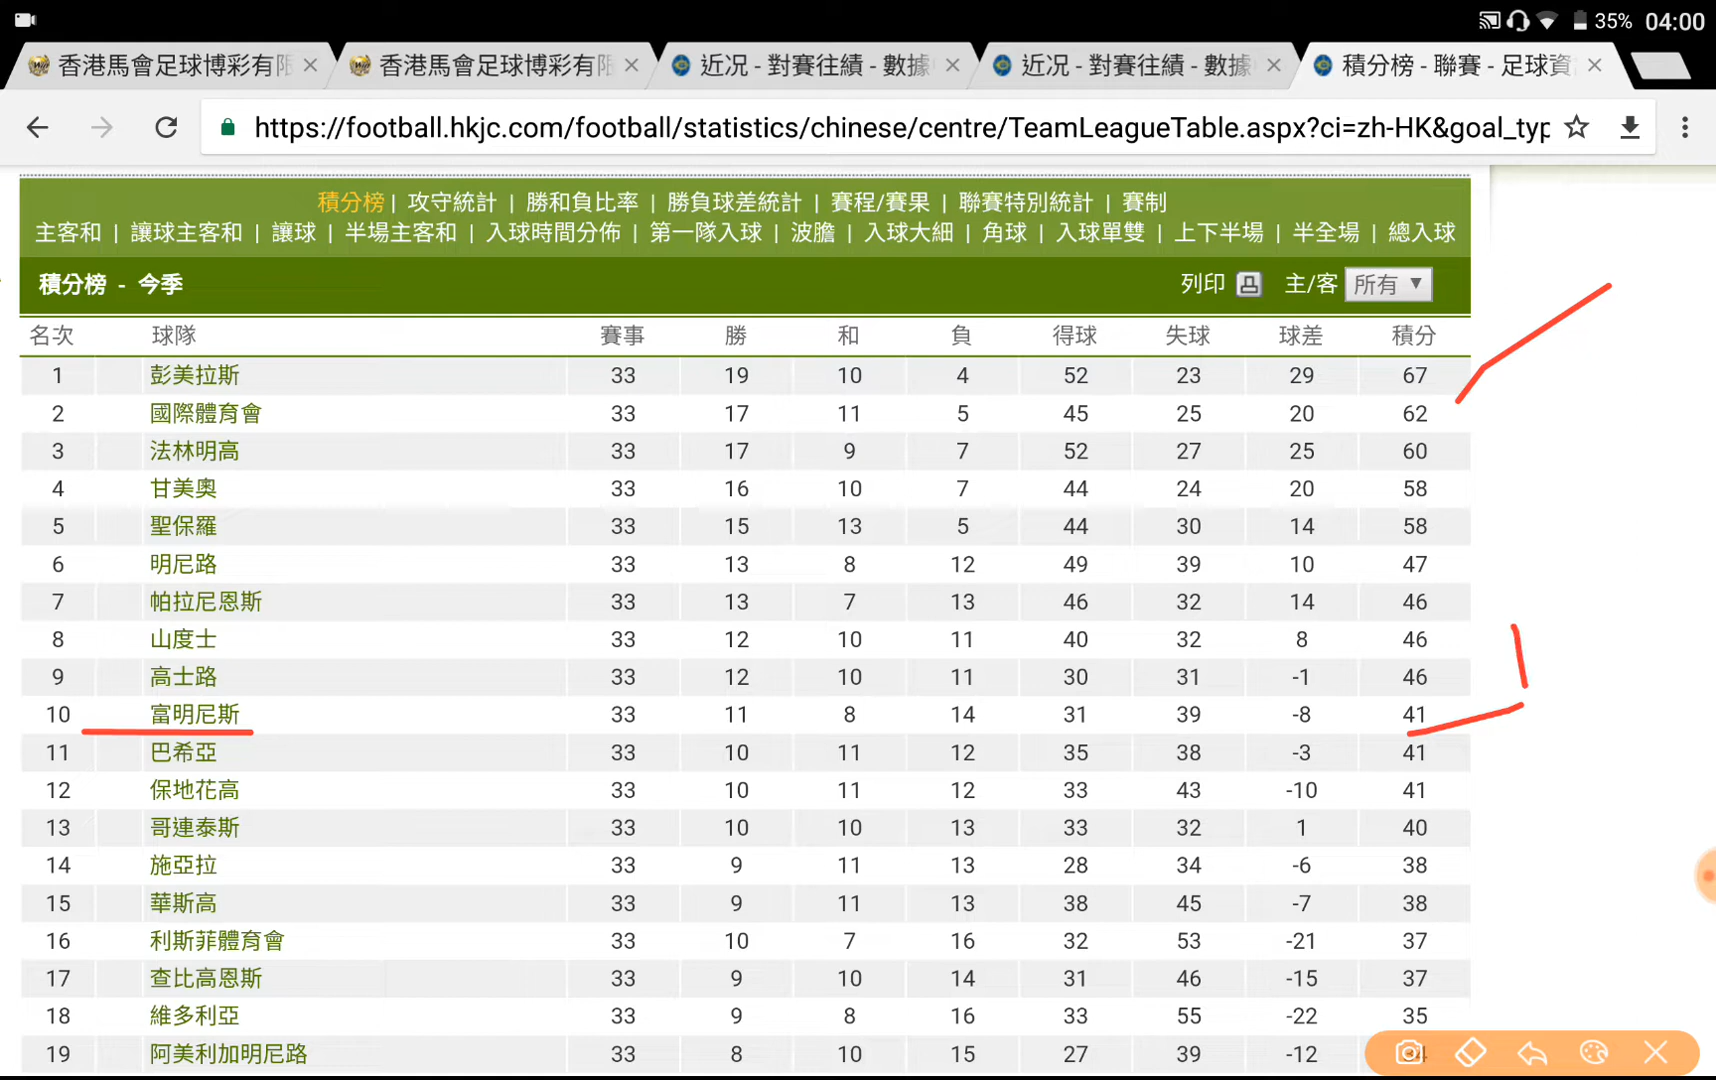 35% 04:00
香港馬會足球博彩有限 香港馬會足球博彩有限 近况 - 對賽往績 - 數據 近况 - 對賽往績 - 數據 積分榜 - 聯賽 - 足球資
https://football.hkjc.com/football/statistics/chinese/centre/TeamLeagueTable.aspx?ci=zh-HK&goal_typ
積分榜 | 攻守統計 | 勝和負比率 | 勝負球差統計 | 賽程/賽果 | 聯賽特別統計 | 賽制
主客和 | 讓球主客和 | 讓球 | 半場主客和 | 入球時間分佈 | 第一隊入球 | 波膽 | 入球大細 | 角球 | 入球單雙 | 上下半場 | 半全場 | 總入球
積分榜 - 今季 列印 主/客 所有
名次 球隊 賽事 勝 和 負 得球 失球 球差 積分
1 彭美拉斯 33 19 10 4 52 23 29 67
2 國際體育會 33 17 11 5 45 25 20 62
3 法林明高 33 17 9 7 52 27 25 60
4 甘美奧 33 16 10 7 44 24 20 58
5 聖保羅 33 15 13 5 44 30 14 58
6 明尼路 33 13 8 12 49 39 10 47
7 帕拉尼恩斯 33 13 7 13 46 32 14 46
8 山度士 33 12 10 11 40 32 8 46
9 高士路 33 12 10 11 30 31 -1 46
10 富明尼斯 33 11 8 14 31 39 -8 41
11 巴希亞 33 10 11 12 35 38 -3 41
12 保地花高 33 10 11 12 33 43 -10 41
13 哥連泰斯 33 10 10 13 33 32 1 40
14 施亞拉 33 9 11 13 28 34 -6 38
15 華斯高 33 9 11 13 38 45 -7 38
16 利斯菲體育會 33 10 7 16 32 53 -21 37
17 查比高恩斯 33 9 10 14 31 46 -15 37
18 維多利亞 33 9 8 16 33 55 -22 35
19 阿美利加明尼路 33 8 10 15 27 39 -12